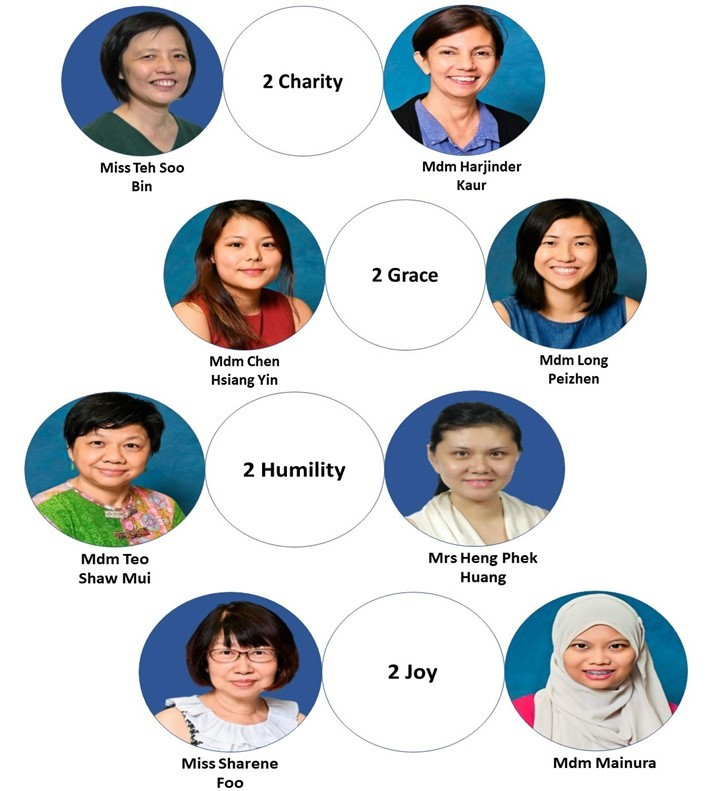 2 Charity
Miss Teh Soo
Bin
Mdm Harjinder
Kaur
2 Grace
Mdm Chen
Hsiang Yin
Mdm Long
Peizhen
2 Humility
Mdm Teo
Shaw Mui
Mrs Heng Phek
Huang
2 Joy
Miss Sharene
Foo
Mdm Mainura